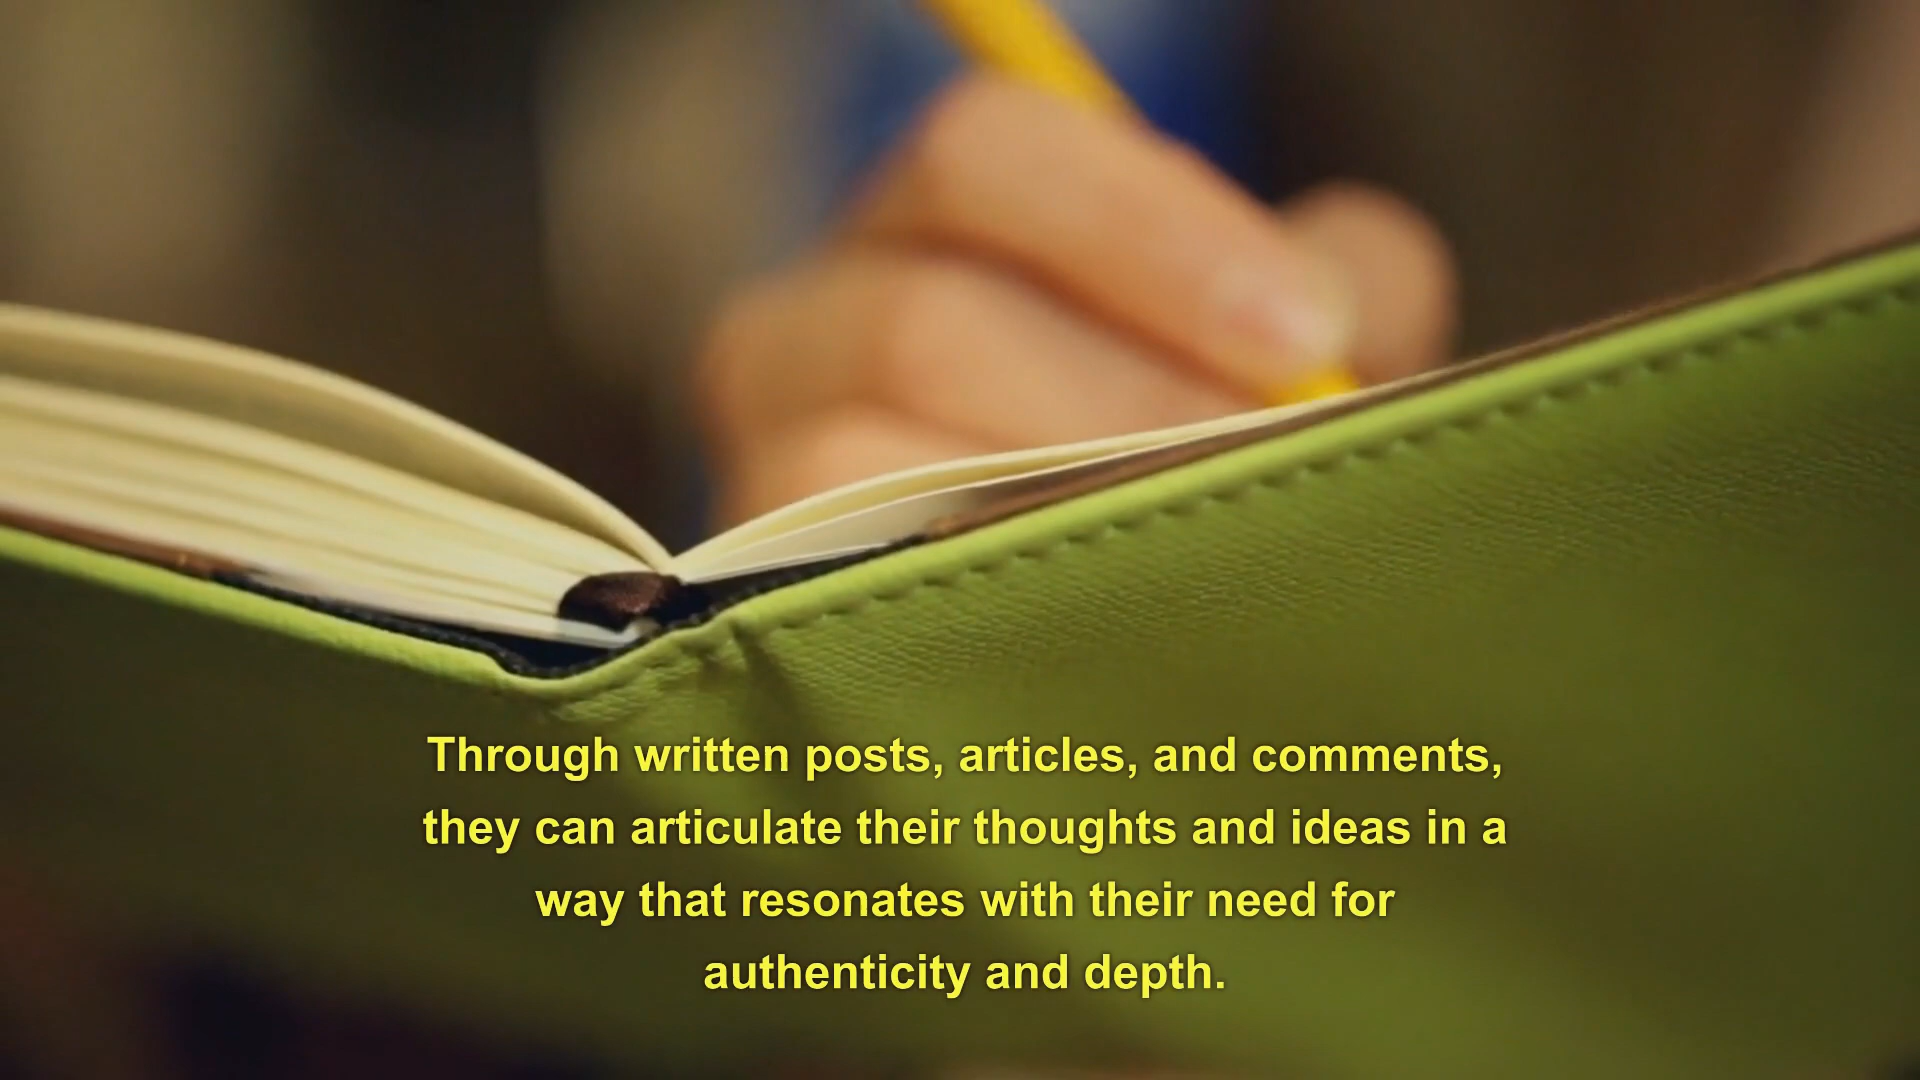 Through written posts, articles, and comments,
they can articulate their thoughts and ideas in a
way that resonates with their need for
authenticity and depth.